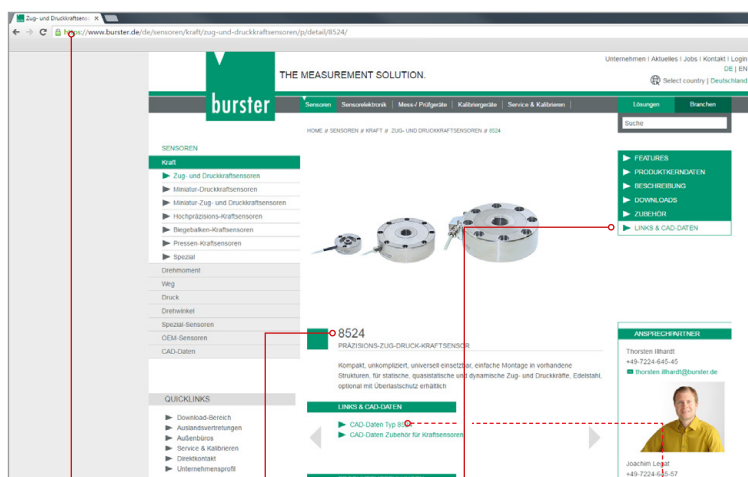 Zug- und Druckkraftsenso
https://www.burster.de/de/sensoren/kraft/zug-und-druckkraftsensoren/p/detail/8524/
Unternehmen | Aktuelles | Jobs | Kontakt | Login
DE | EN
Select country | Deutschland
THE MEASUREMENT SOLUTION.
burster
Sensoren | Sensorelektronik | Mess-/ Prüfgeräte | Kalibriergeräte | Service & Kalibrieren |
Lösungen
Branchen
Suche
HOME // SENSOREN // KRAFT // ZUG- UND DRUCKKRAFTSENSOREN // 8524
SENSOREN
Kraft
Zug- und Druckkraftsensoren
Miniatur-Druckkraftsensoren
Miniatur-Zug- und Druckkraftsensoren
Hochpräzisions-Kraftsensoren
Biegebalken-Kraftsensoren
Pressen-Kraftsensoren
Spezial
Drehmoment
Weg
Druck
Drehwinkel
Spezial-Sensoren
OEM-Sensoren
CAD-Daten
QUICKLINKS
Download-Bereich
Auslandsvertretungen
Außenbüros
Service & Kalibrieren
Direktkontakt
Unternehmensprofil
FEATURES
PRODUKTKERNDATEN
BESCHREIBUNG
DOWNLOADS
ZUBEHÖR
LINKS & CAD-DATEN
8524
PRÄZISIONS-ZUG-DRUCK-KRAFTSENSOR
Kompakt, unkompliziert, universell einsetzbar, einfache Montage in vorhandene
Strukturen, für statische, quasistatische und dynamische Zug- und Druckkräfte, Edelstahl,
optional mit Überlastschutz erhältlich
LINKS & CAD-DATEN
CAD-Daten Typ 8524
CAD-Daten Zubehör für Kraftsensoren
ANSPRECHPARTNER
Thorsten Illhardt
+49-7224-645-45
thorsten.illhardt@burster.de
Joachim Legat
+49-7224-645-57